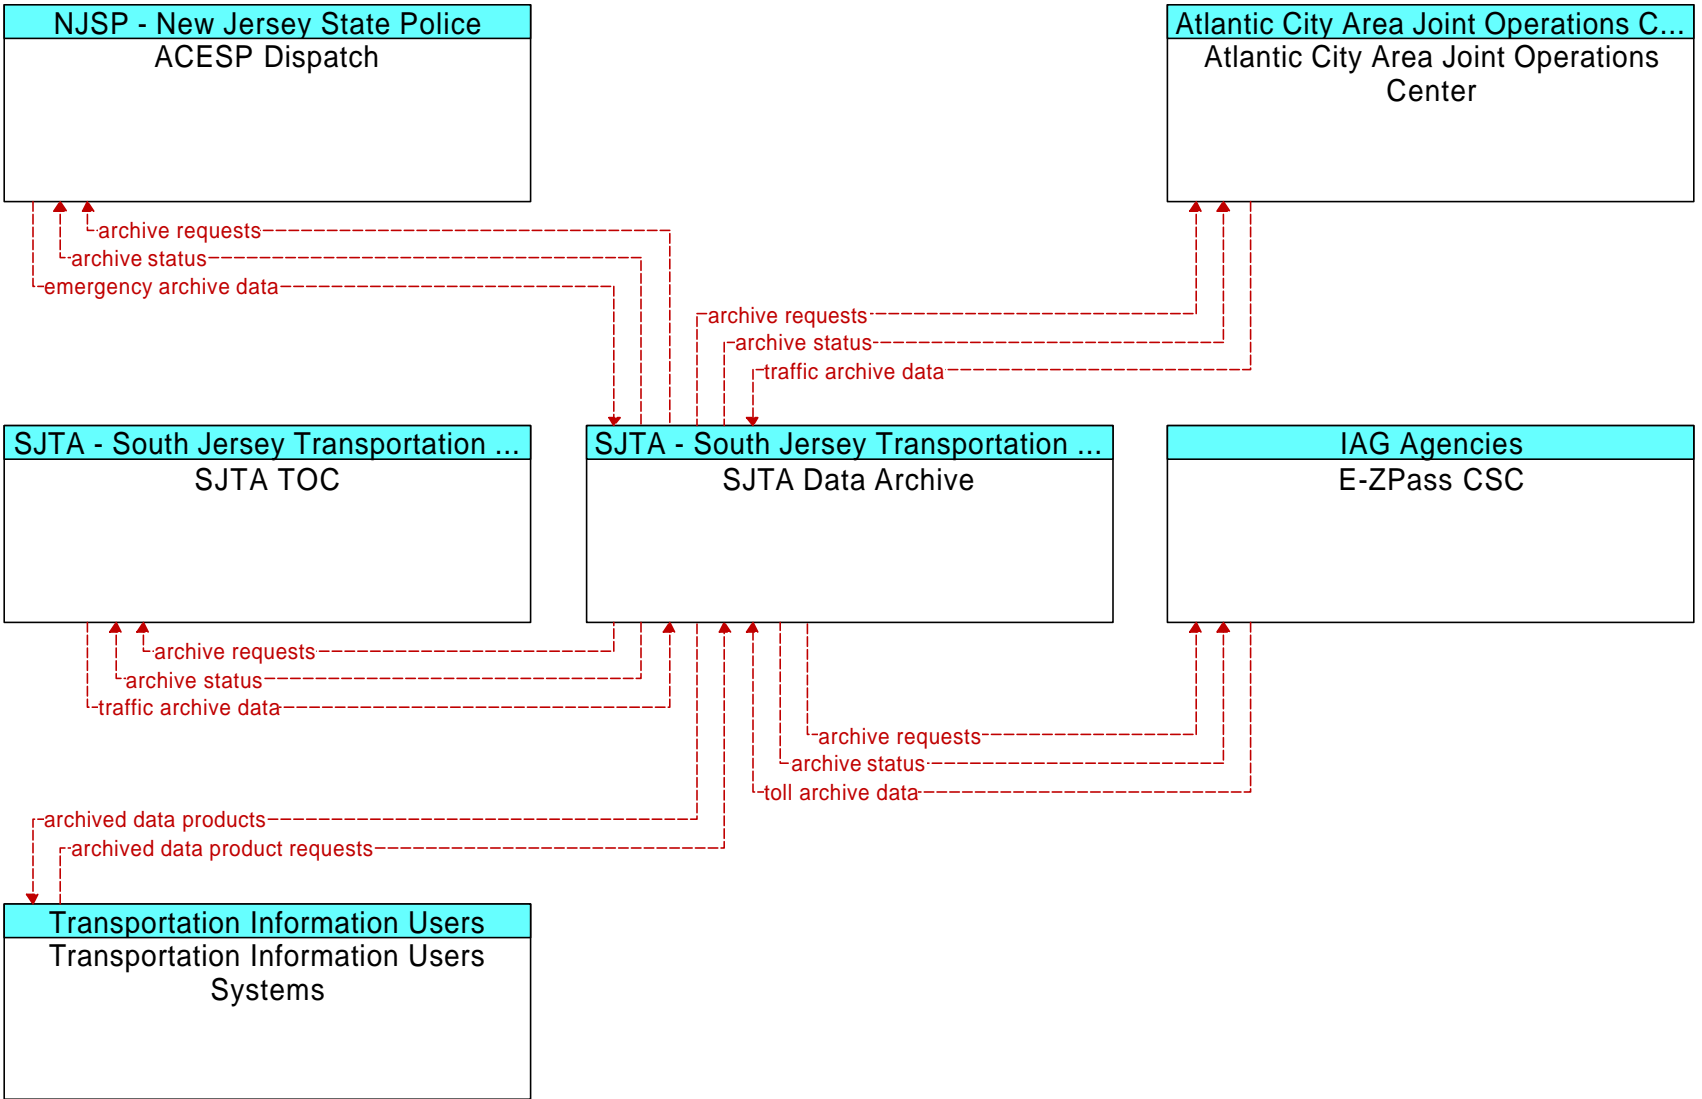 NJSP - New Jersey State Police
ACESP Dispatch
Atlantic City Area Joint Operations C...
Atlantic City Area Joint Operations
Center
archive requests
archive status
emergency archive data
archive requests
archive status
traffic archive data
SJTA - South Jersey Transportation ...
SJTA TOC
SJTA - South Jersey Transportation ...
SJTA Data Archive
IAG Agencies
E-ZPass CSC
archive requests
archive status
traffic archive data
archive requests
archive status
toll archive data
archived data products
archived data product requests
Transportation Information Users
Transportation Information Users
Systems